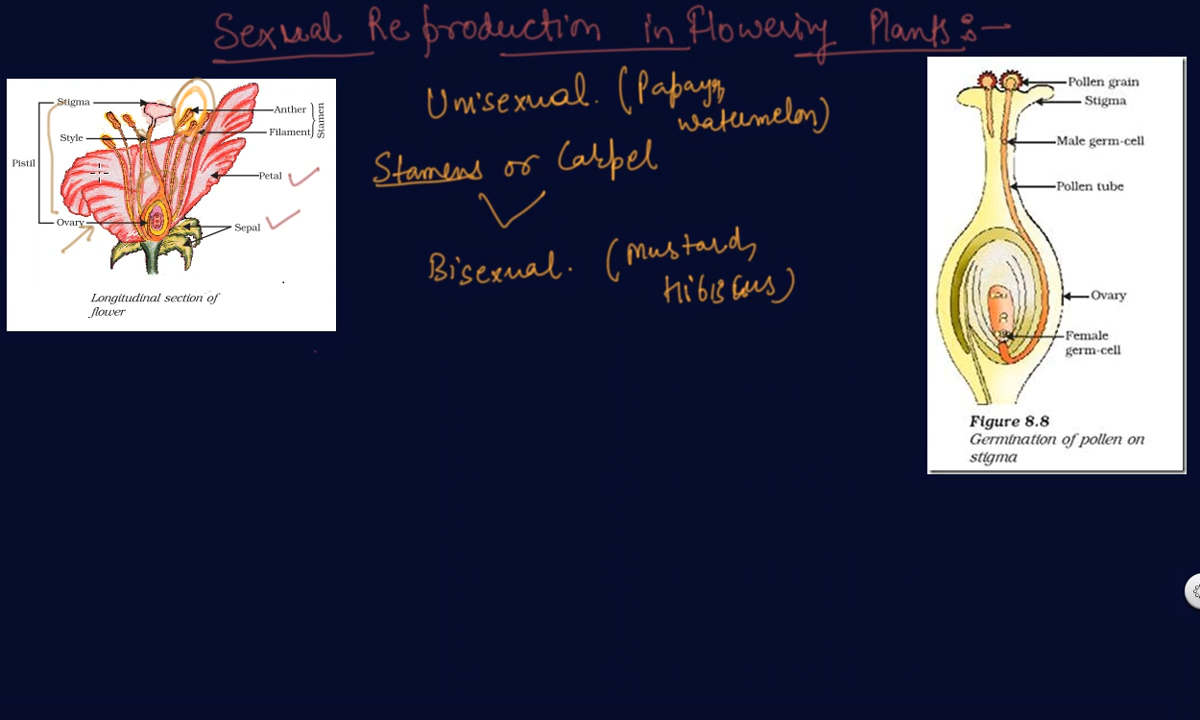 Sexual Reproduction in Flowering Plants :-
Stigma
Anther
Stamen
Style
Filament
Pistil
Petal
Ovary
Sepal
Longitudinal section of
flower
Unisexual. (Papaya,
watermelon)
Stamens or Carpel
Bisexual. (Mustard,
Hibiscus)
Pollen grain
Stigma
Male germ-cell
Pollen tube
Ovary
Female
germ-cell
Figure 8.8
Germination of pollen on
stigma